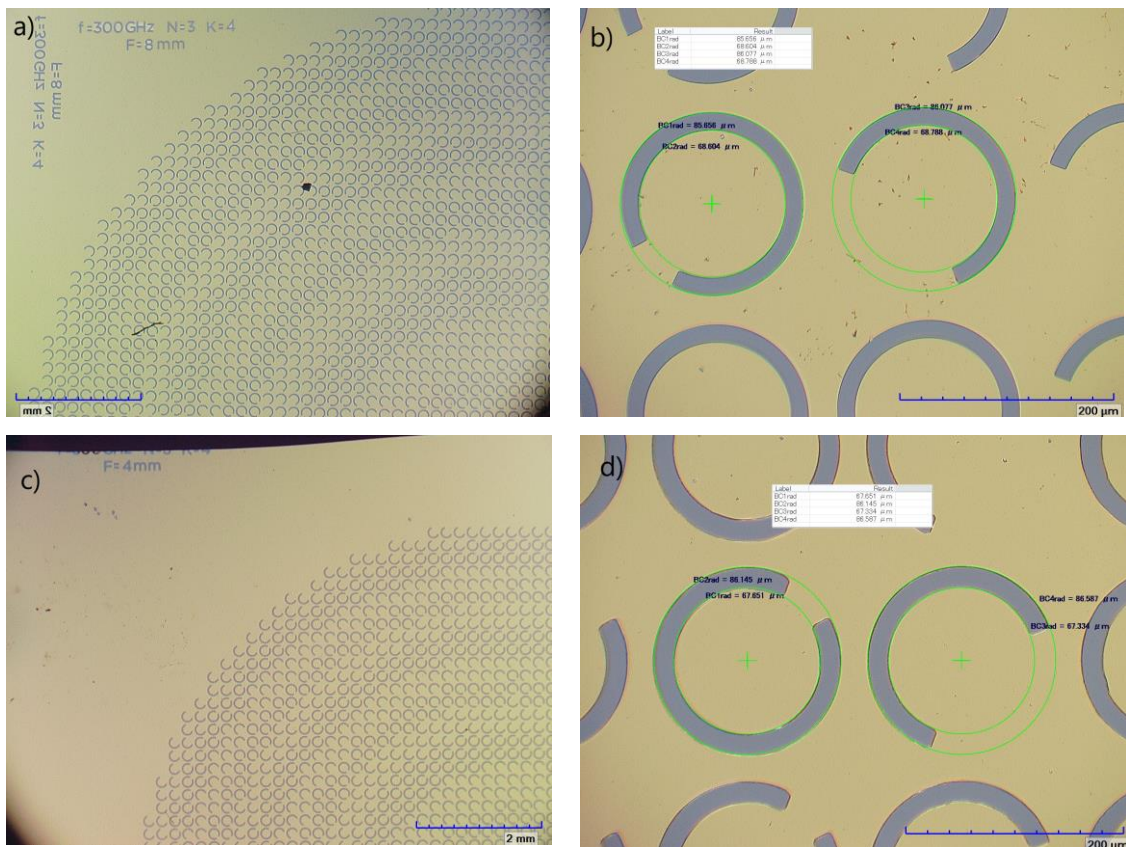 a)
f=300GHz N=3 K=4
F=8mm
f=300GHz N=3 K=4
F=8mm
2 mm
b)
Label Result
BC1rad 85.656 μm
BC2rad 68.604 μm
BC3rad 86.077 μm
BC4rad 68.788 μm
BC1rad = 85.656 μm
BC2rad = 68.604 μm
BC3rad = 86.077 μm
BC4rad = 68.788 μm
200 μm
c)
F=4mm
2 mm
d)
Label Result
BC1rad 67.651 μm
BC2rad 86.145 μm
BC3rad 67.334 μm
BC4rad 86.587 μm
BC2rad = 86.145 μm
BC1rad = 67.651 μm
BC4rad = 86.587 μm
BC3rad = 67.334 μm
200 μm